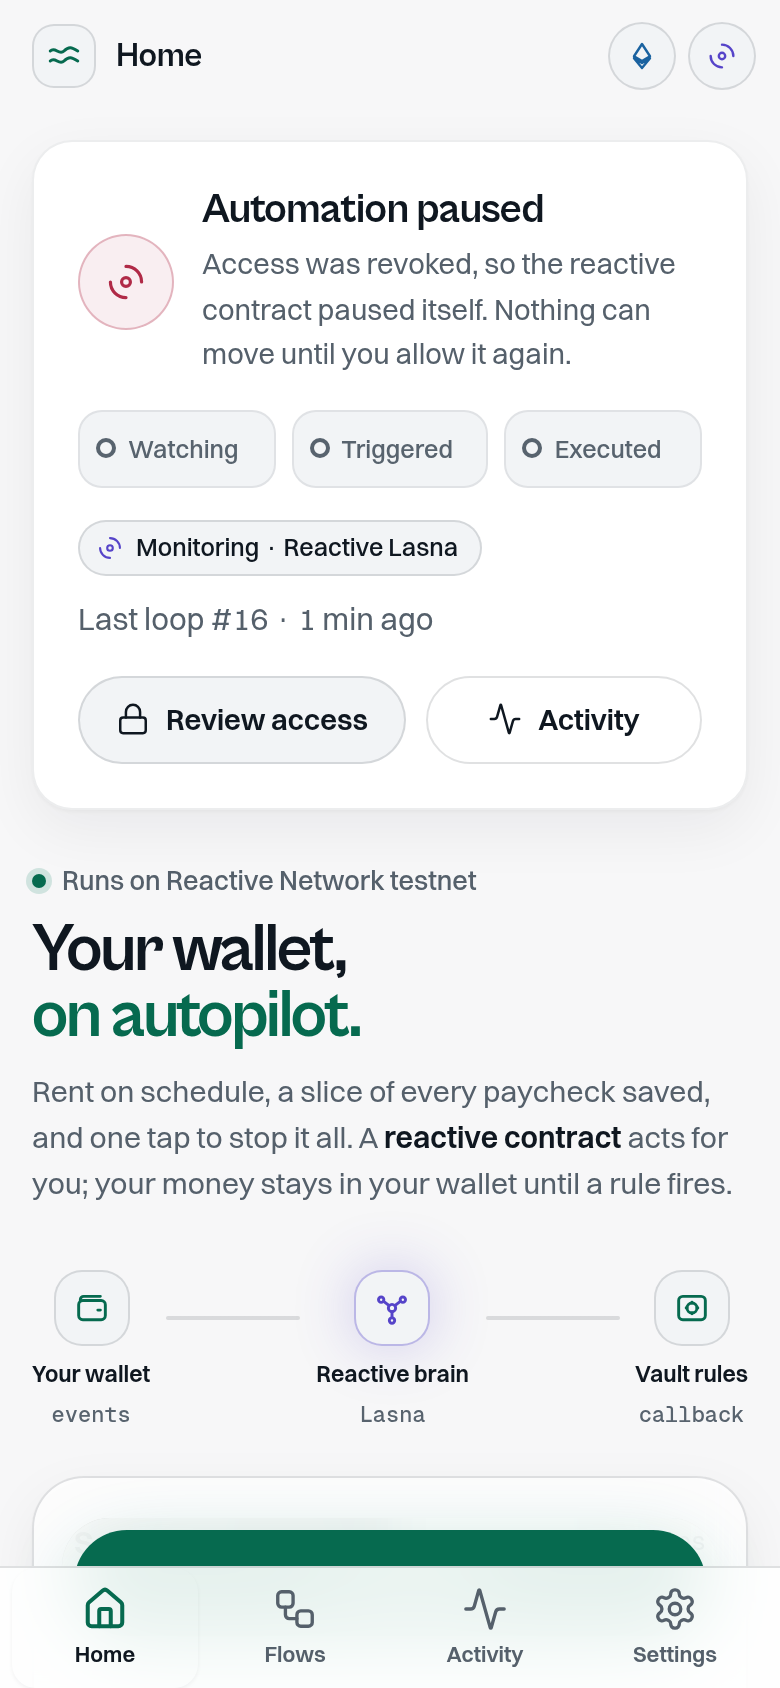 Home
Automation paused
Access was revoked, so the reactive
contract paused itself. Nothing can
move until you allow it again.
Watching
Triggered
Executed
Monitoring · Reactive Lasna
Last loop #16 · 1 min ago
Review access
Activity
Runs on Reactive Network testnet
Your wallet,
on autopilot.
Rent on schedule, a slice of every paycheck saved,
and one tap to stop it all. A reactive contract acts for
you; your money stays in your wallet until a rule fires.
Your wallet
events
Reactive brain
Lasna
Vault rules
callback
Home
Flows
Activity
Settings